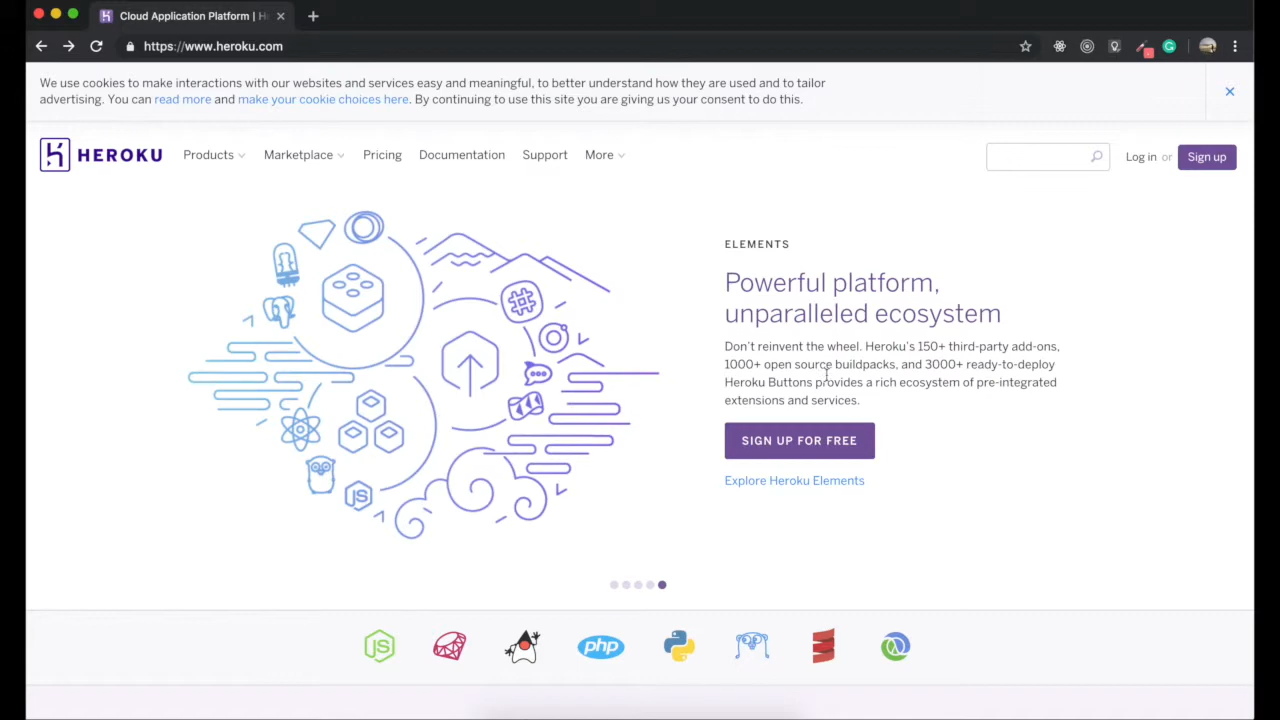 Cloud Application Platform | H
https://www.heroku.com
We use cookies to make interactions with our websites and services easy and meaningful, to better understand how they are used and to tailor
advertising. You can read more and make your cookie choices here. By continuing to use this site you are giving us your consent to do this.
HEROKU
Products
Marketplace
Pricing
Documentation
Support
More
Log in or
Sign up
ELEMENTS
Powerful platform,
unparalleled ecosystem
Don't reinvent the wheel. Heroku's 150+ third-party add-ons,
1000+ open source buildpacks, and 3000+ ready-to-deploy
Heroku Buttons provides a rich ecosystem of pre-integrated
extensions and services.
SIGN UP FOR FREE
Explore Heroku Elements
JS
JS
php